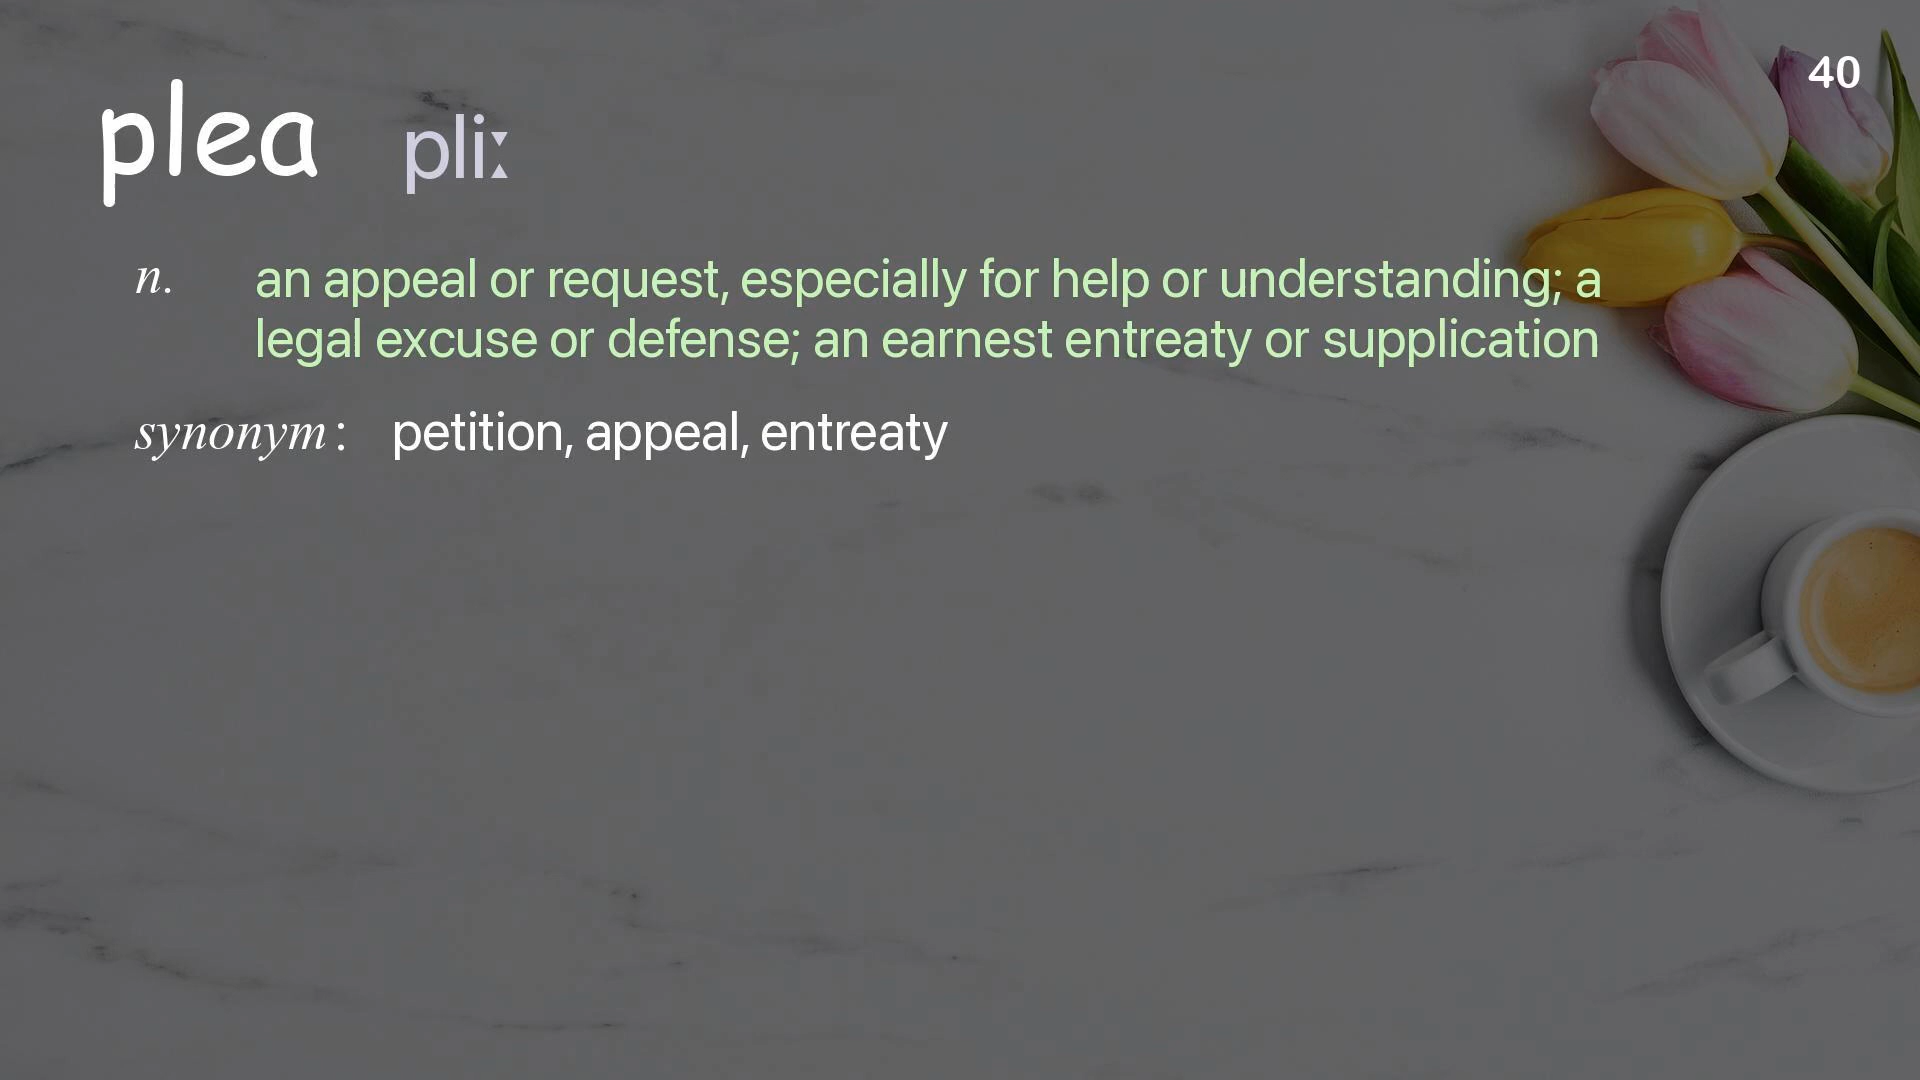 40
plea pliː
n. an appeal or request, especially for help or understanding; a
legal excuse or defense; an earnest entreaty or supplication
synonym: petition, appeal, entreaty